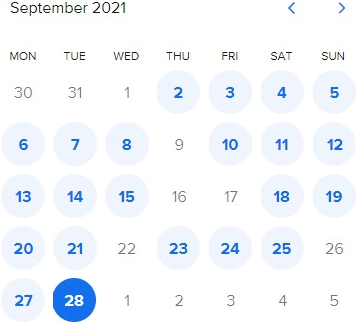 September 2021
MON TUE WED THU FRI SAT SUN
30 31 1 2 3 4 5
6 7 8 9 10 11 12
13 14 15 16 17 18 19
20 21 22 23 24 25 26
27 28 1 2 3 4 5